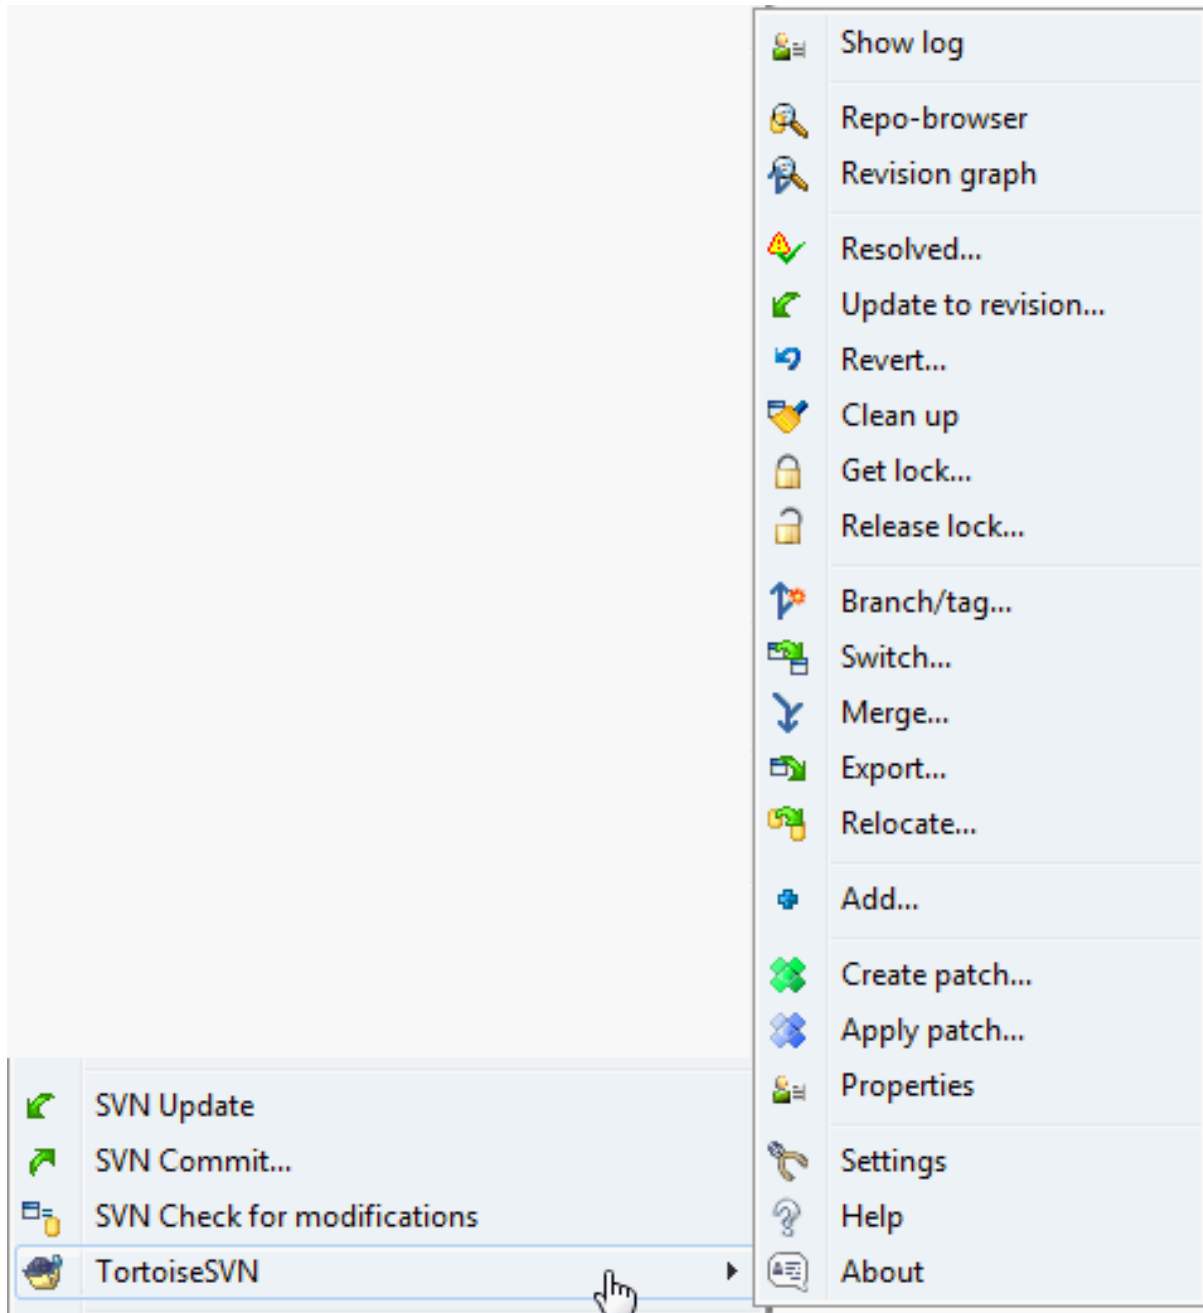 Show log
Repo-browser
Revision graph
Resolved...
Update to revision...
Revert...
Clean up
Get lock...
Release lock...
Branch/tag...
Switch...
Merge...
Export...
Relocate...
Add...
Create patch...
Apply patch...
Properties
Settings
Help
About
SVN Update
SVN Commit...
SVN Check for modifications
TortoiseSVN